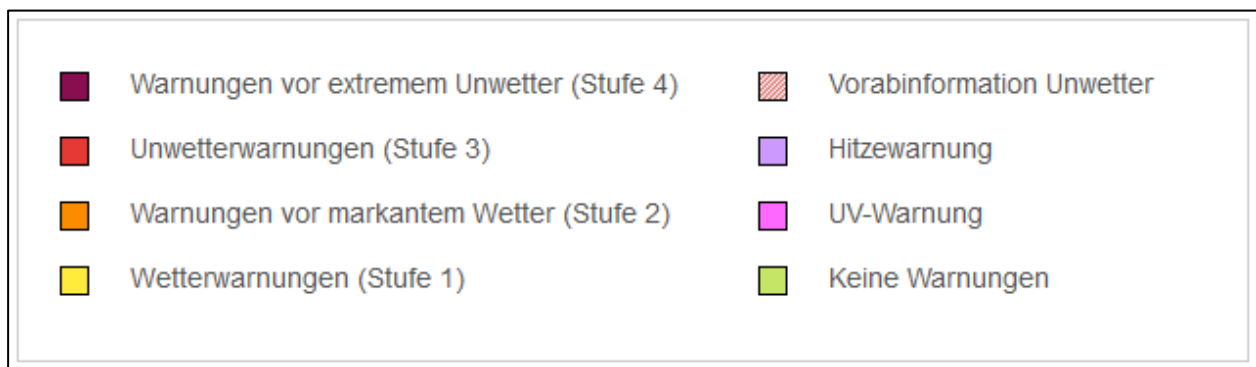 Warnungen vor extremem Unwetter (Stufe 4)
Unwetterwarnungen (Stufe 3)
Warnungen vor markantem Wetter (Stufe 2)
Wetterwarnungen (Stufe 1)
Vorabinformation Unwetter
Hitzewarnung
UV-Warnung
Keine Warnungen